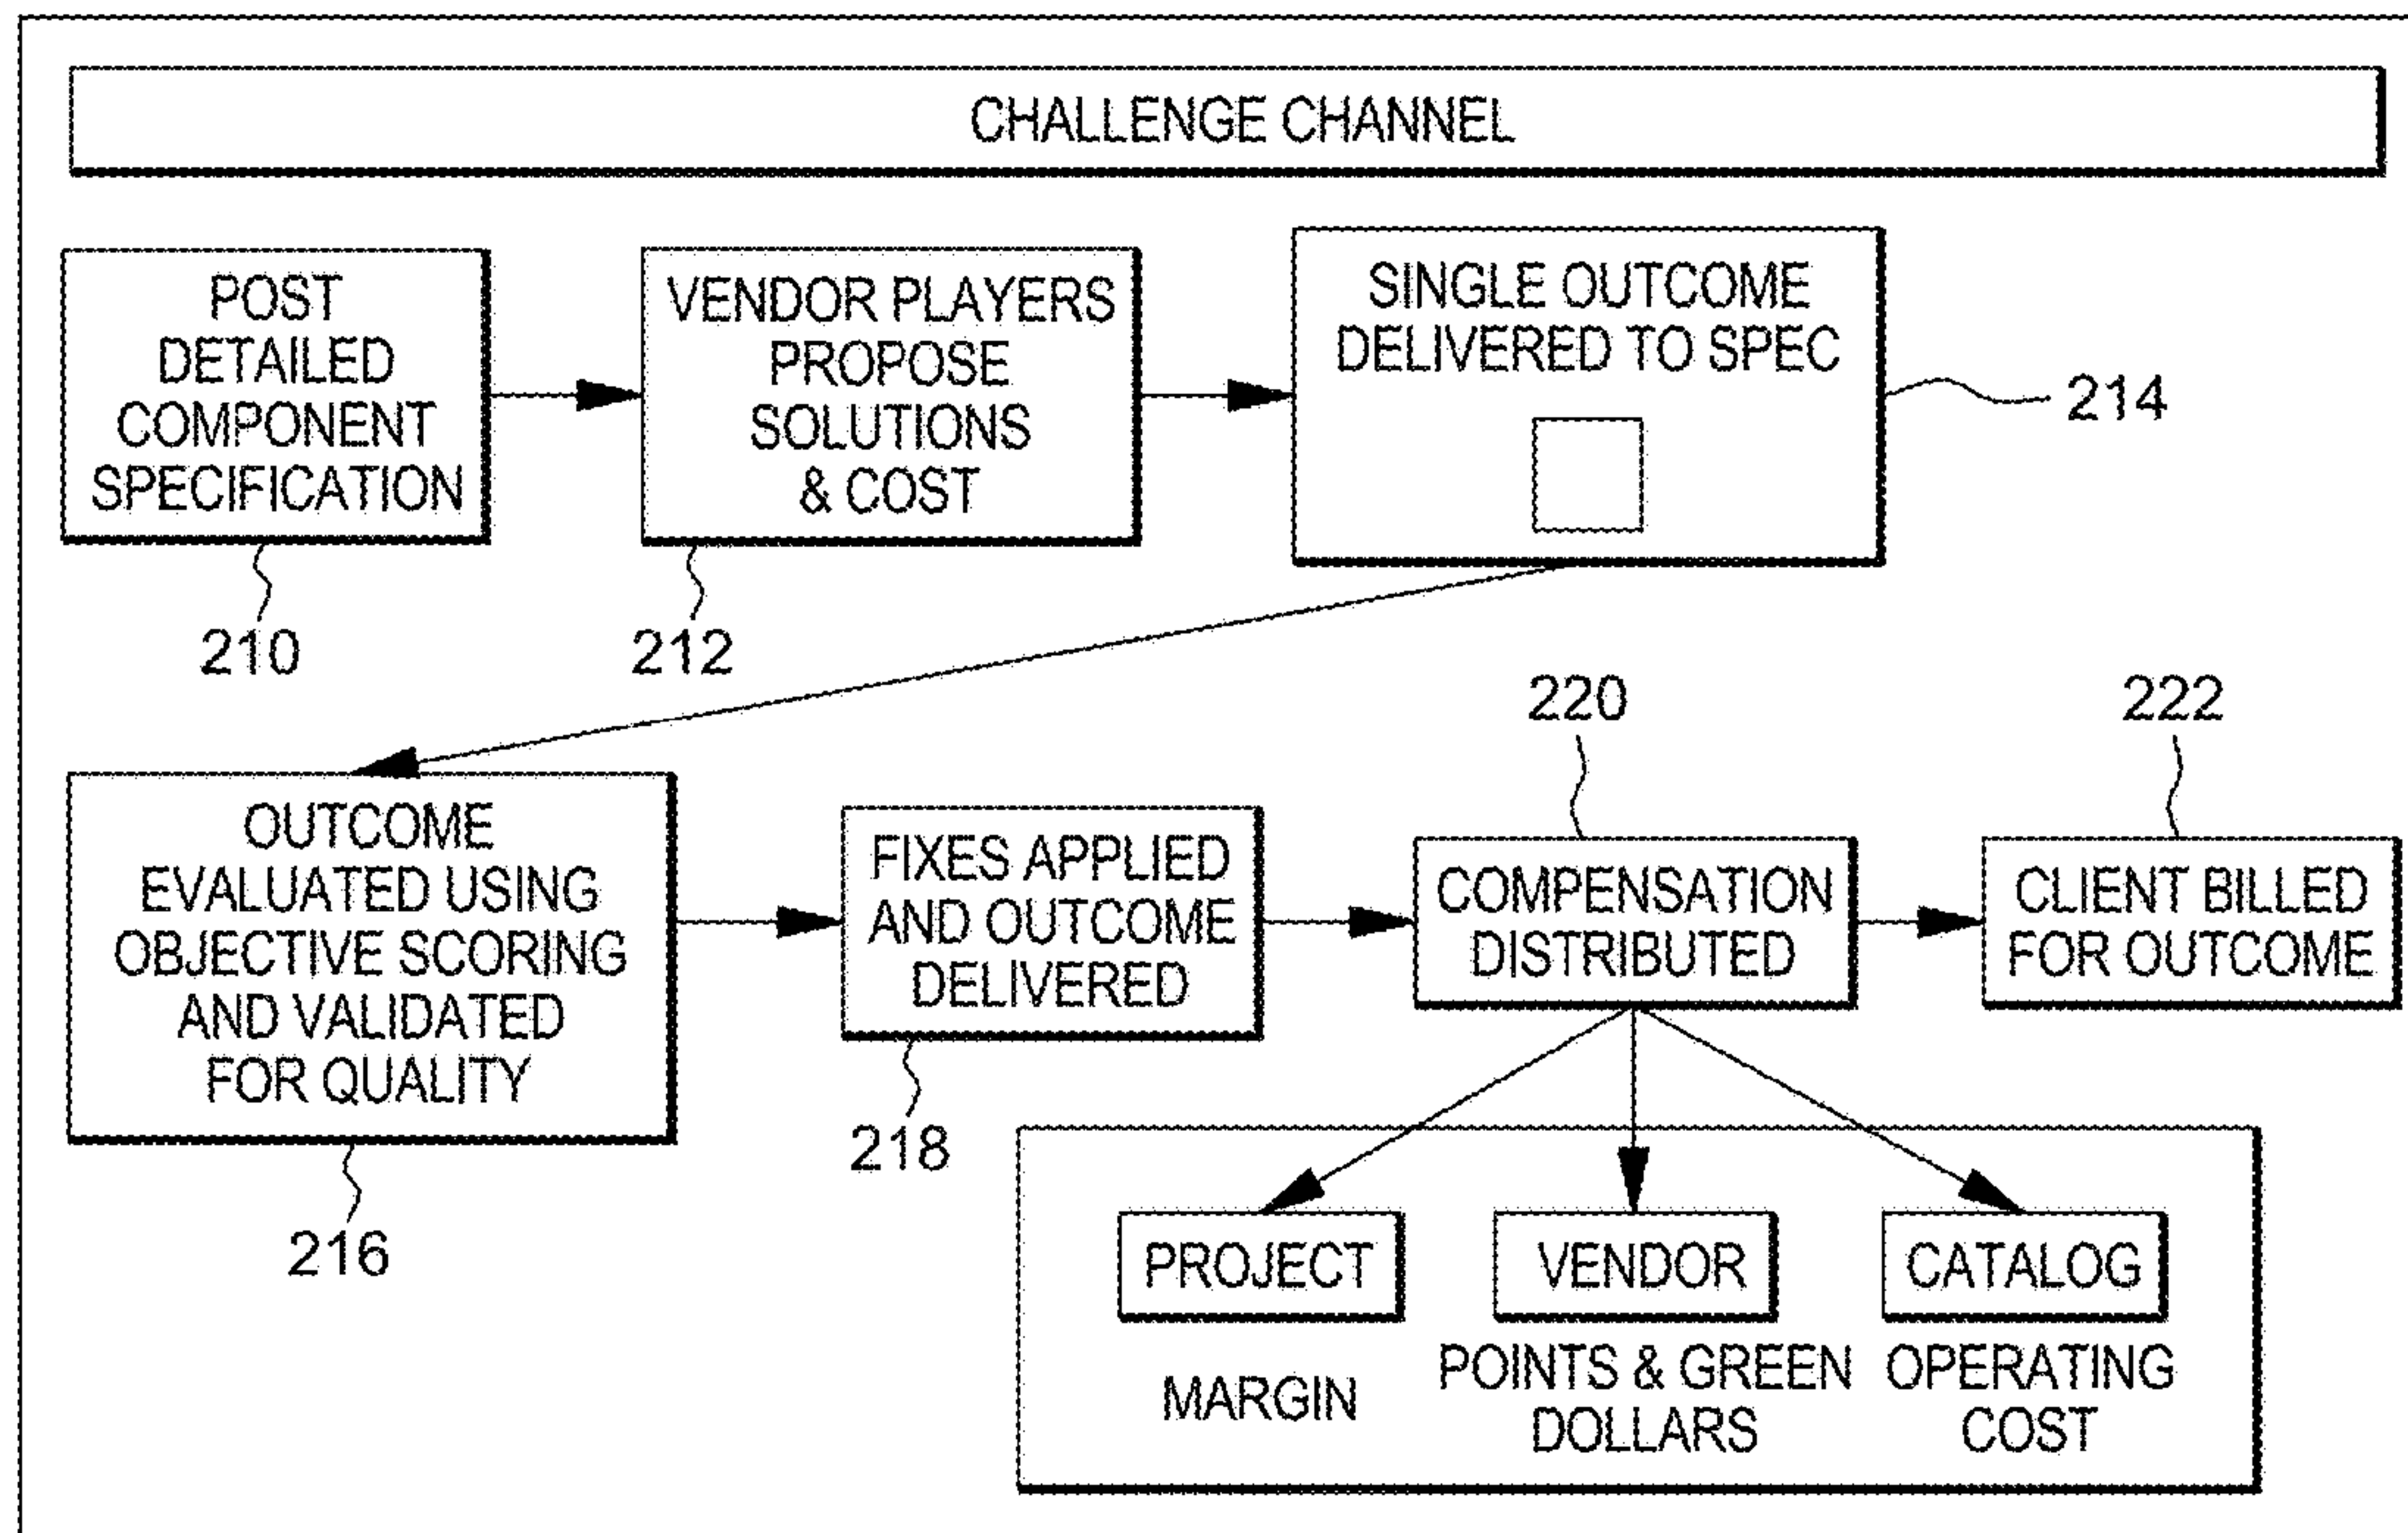 CHALLENGE CHANNEL
POST
DETAILED
COMPONENT
SPECIFICATION
210
VENDOR PLAYERS
PROPOSE
SOLUTIONS
& COST
212
SINGLE OUTCOME
DELIVERED TO SPEC
214
OUTCOME
EVALUATED USING
OBJECTIVE SCORING
AND VALIDATED
FOR QUALITY
216
FIXES APPLIED
AND OUTCOME
DELIVERED
218
220
COMPENSATION
DISTRIBUTED
222
CLIENT BILLED
FOR OUTCOME
PROJECT
MARGIN
VENDOR
POINTS & GREEN
DOLLARS
CATALOG
OPERATING
COST